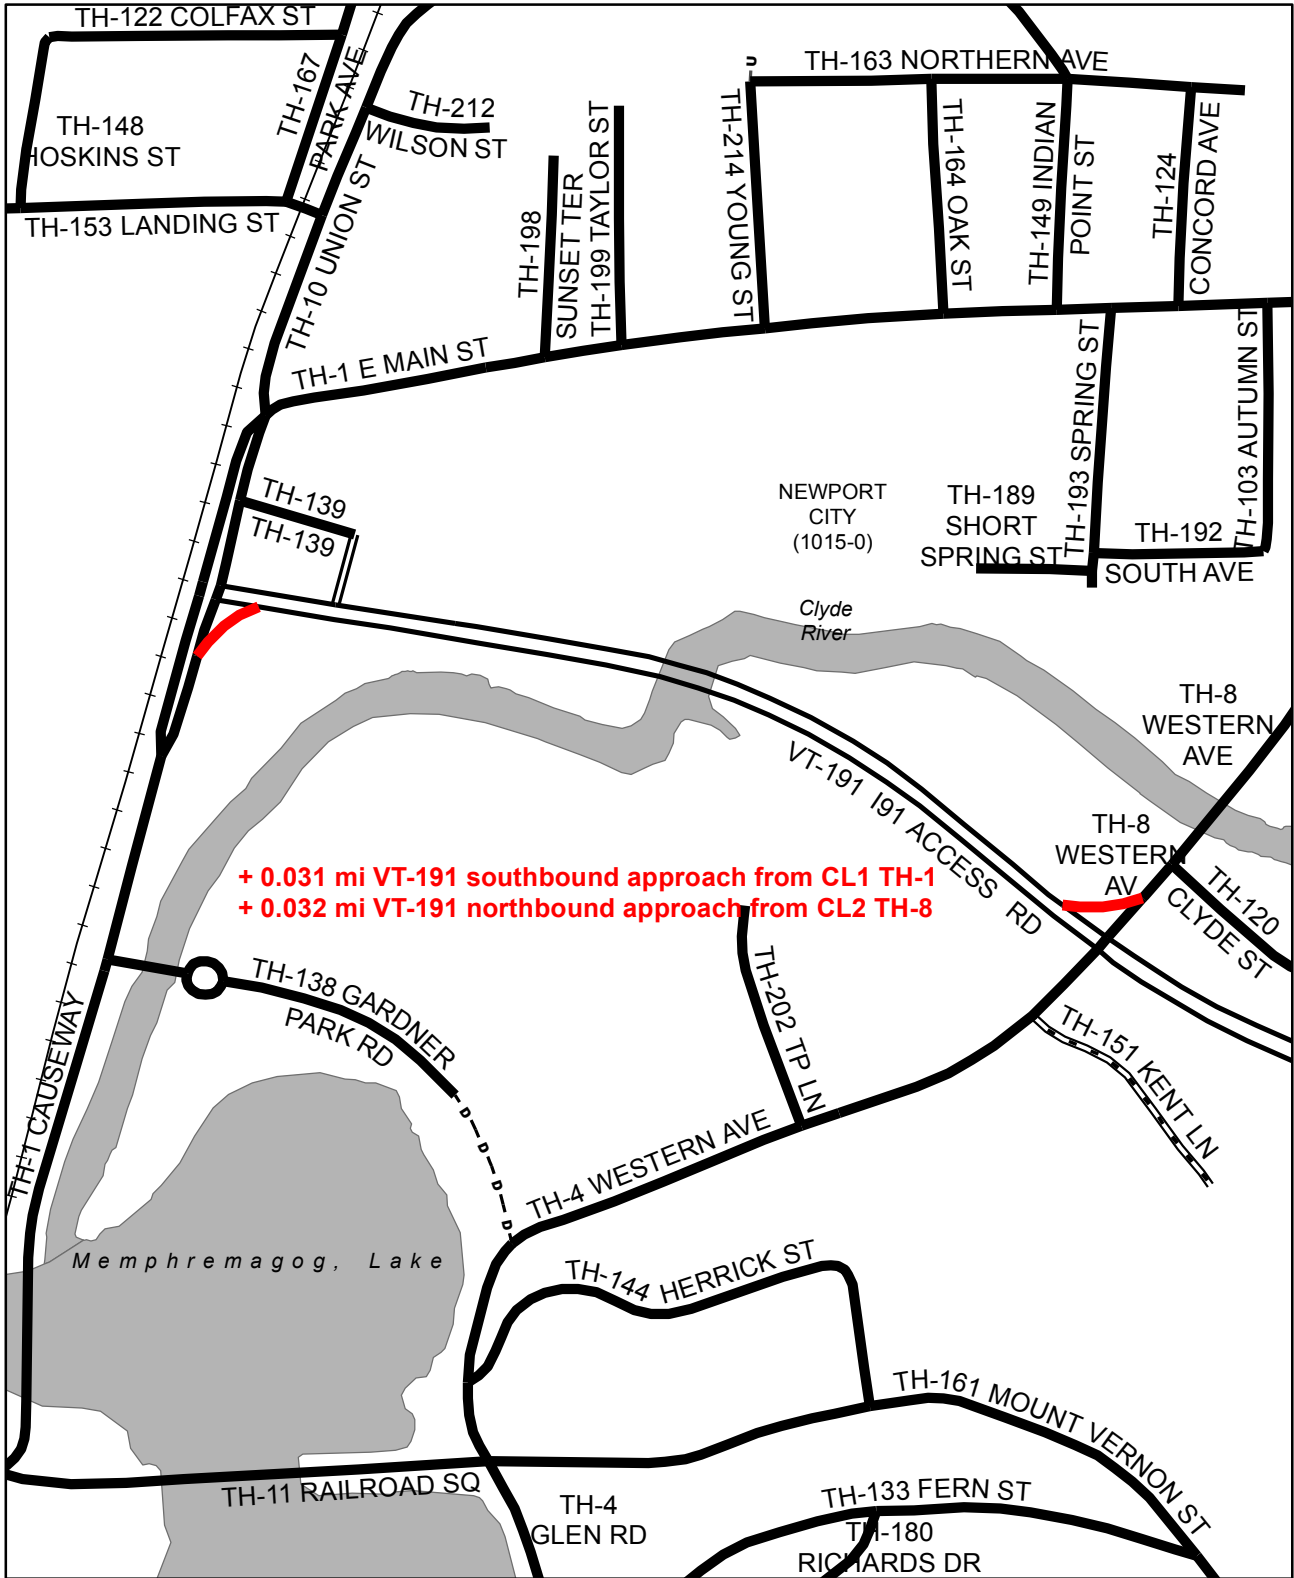 TH-122 COLFAX ST
TH-167
PARK AVE
TH-148
HOSKINS ST
TH-153 LANDING ST
TH-212
WILSON ST
TH-10 UNION ST
TH-198
SUNSET TER
TH-199 TAYLOR ST
U
TH-163 NORTHERN AVE
TH-214 YOUNG ST
TH-164 OAK ST
TH-149 INDIAN
POINT ST
TH-124
CONCORD AVE
TH-1 E MAIN ST
TH-193 SPRING ST
TH-103 AUTUMN ST
TH-139
TH-139
NEWPORT
CITY
(1015-0)
TH-189
SHORT
SPRING ST
TH-192
SOUTH AVE
Clyde
River
TH-8
WESTERN
AVE
VT-191 I91 ACCESS RD
TH-8
WESTERN
AV
TH-120
CLYDE ST
+ 0.031 mi VT-191 southbound approach from CL1 TH-1
+ 0.032 mi VT-191 northbound approach from CL2 TH-8
TH-138 GARDNER
PARK RD
TH-202 TP LN
TH-151 KENT LN
TH-1 CAUSEWAY
D
D
D
D
TH-4 WESTERN AVE
Memphremagog, Lake
TH-144 HERRICK ST
TH-161 MOUNT VERNON ST
TH-11 RAILROAD SQ
TH-4
GLEN RD
TH-133 FERN ST
TH-180
RICHARDS DR